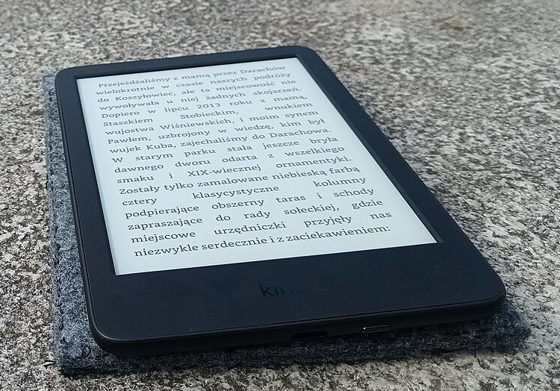 Przejeżdżaliśmy z mamą przez Darachów
wielokrotnie w czasie naszych podróży
do Koszyłowiec, ale ta miejscowość nie
wywoływała u niej żadnych skojarzeń.
Dopiero w lipcu 2013 roku z mamą,
Staszkiem Stobieckim, wnukiem
wujostwa Wiśniowskich, i moim synem
Pawłem, uzbrojony w wiedzę, kim był
wujek Kuba, zajechaliśmy do Darachowa.
W starym parku stała jeszcze bryła
dawnego dworu odarta z wszelkiego
smaku i XIX-wiecznej ornamentyki.
Zostały tylko zamalowane niebieską farbą
cztery klasycystyczne kolumny
podpierające obszerny taras i schody
zapraszające do rady sołeckiej, gdzie
miejscowe urzędniczki przyjęły nas
niezwykle serdecznie i z zaciekawieniem: